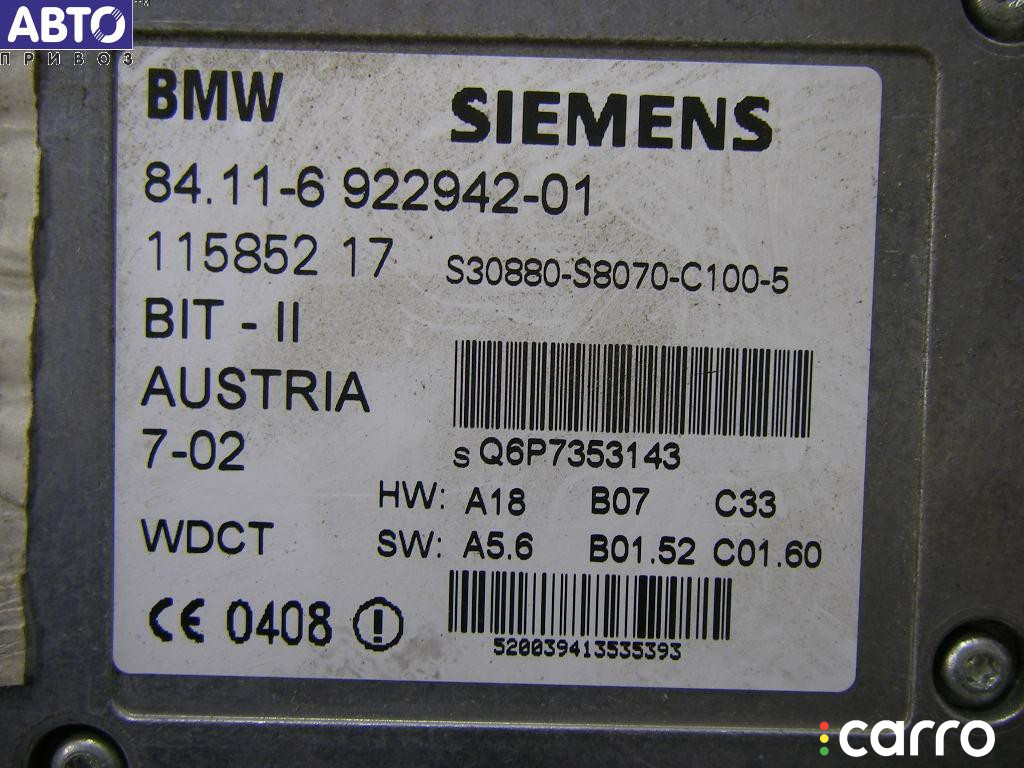 АВТО
ПРИВОЗ
BMW
SIEMENS
84.11-6 922942-01
115852 17
S30880-S8070-C100-5
BIT - II
AUSTRIA
7-02
S Q6P7353143
HW: A18 B07 C33
WDCT
SW: A5.6 B01.52 C01.60
CE 0408
520039413535393
carro